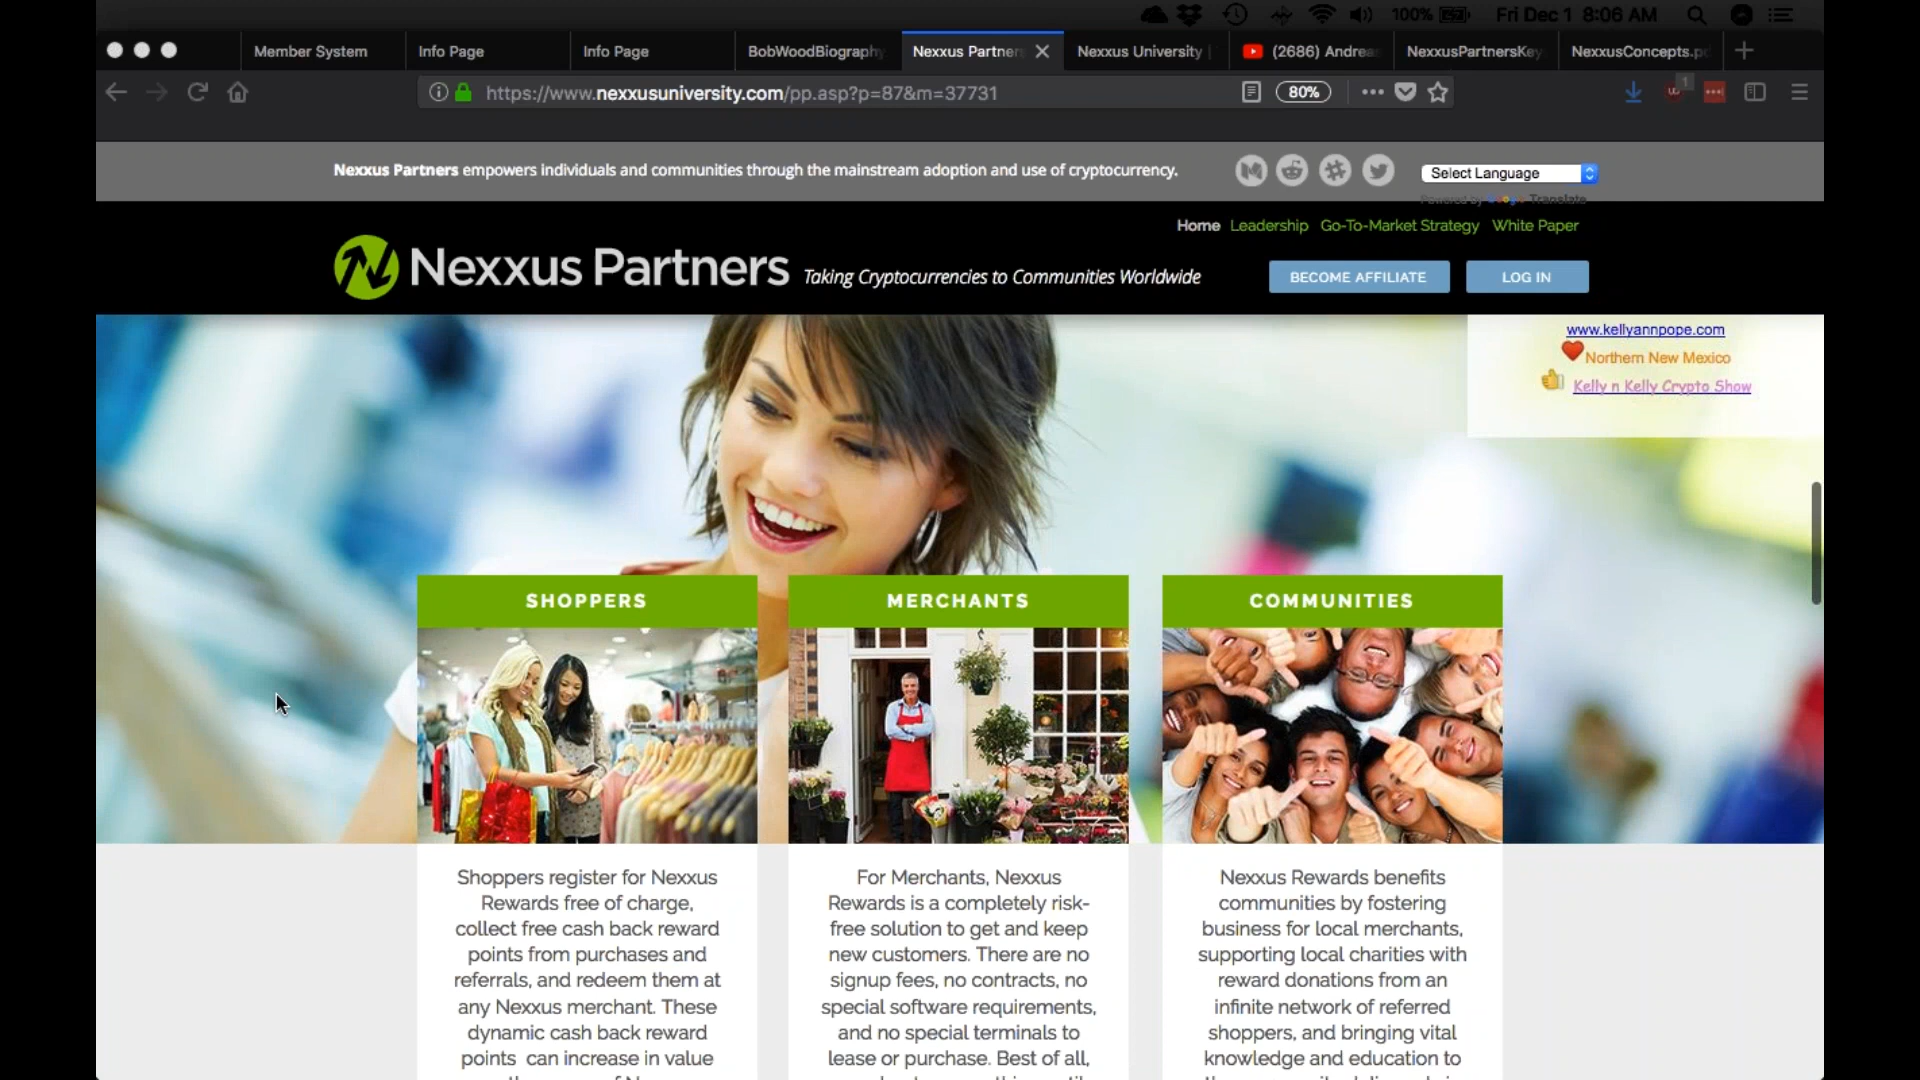 100% Fri Dec 1 8:06 AM
Member System Info Page Info Page BobWoodBiography Nexxus Partner Nexxus University (2686) Andrea NexxusPartnersKey NexxusConcepts.p
https://www.nexxusuniversity.com/pp.asp?p=87&m=37731 80% 1
Nexxus Partners empowers individuals and communities through the mainstream adoption and use of cryptocurrency.
Select Language
Powered by Google Translate
Home Leadership Go-To-Market Strategy White Paper
Nexxus Partners Taking Cryptocurrencies to Communities Worldwide
BECOME AFFILIATE LOG IN
www.kellyannpope.com
Northern New Mexico
Kelly n Kelly Crypto Show
SHOPPERS
Shoppers register for Nexxus
Rewards free of charge,
collect free cash back reward
points from purchases and
referrals, and redeem them at
any Nexxus merchant. These
dynamic cash back reward
points can increase in value
MERCHANTS
For Merchants, Nexxus
Rewards is a completely risk-
free solution to get and keep
new customers. There are no
signup fees, no contracts, no
special software requirements,
and no special terminals to
lease or purchase. Best of all,
COMMUNITIES
Nexxus Rewards benefits
communities by fostering
business for local merchants,
supporting local charities with
reward donations from an
infinite network of referred
shoppers, and bringing vital
knowledge and education to